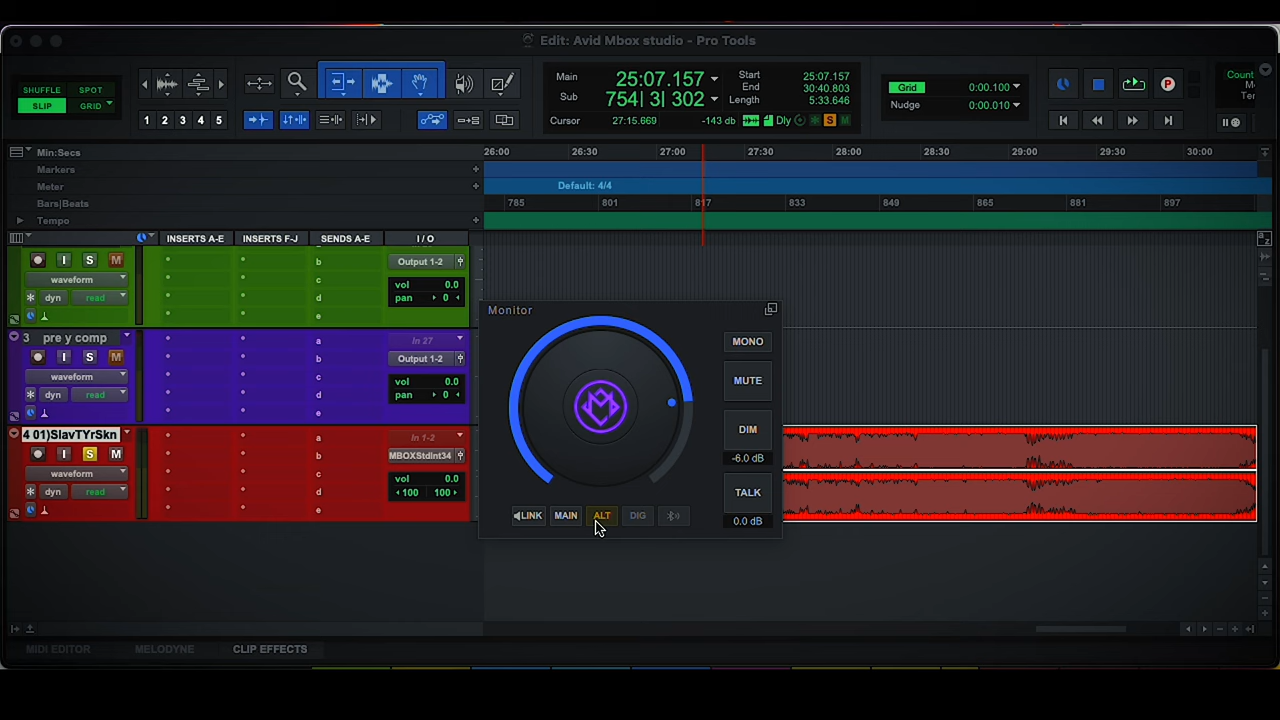 Edit: Avid Mbox studio - Pro Tools
SHUFFLE SPOT
SLIP GRID
1 2 3 4 5
Main 25:07.157
Sub 754| 3| 302
Start 25:07.157
End 30:40.803
Length 5:33.646
Cursor 27:15.669 -143 db Dly S M
Grid 0:00.100
Nudge 0:00.010
P
Count
Min:Secs 26:00 26:30 27:00 27:30 28:00 28:30 29:00 29:30 30:00
Markers
Meter Default: 4/4
Bars|Beats 785 801 817 833 849 865 881 897
Tempo
INSERTS A-E INSERTS F-J SENDS A-E I / O
a z
I S M b Output 1-2
waveform c vol 0.0
dyn read d pan 0
e
3 pre y comp a In 27
I S M b Output 1-2
waveform c vol 0.0
dyn read d pan 0
e
4 01)SlavTYrSkn a In 1-2
I S M b MBOXStdInt34
waveform c vol 0.0
dyn read d 100 100
e
Monitor
MONO
MUTE
DIM
-6.0 dB
TALK
0.0 dB
LINK MAIN ALT DIG
MIDI EDITOR MELODYNE CLIP EFFECTS